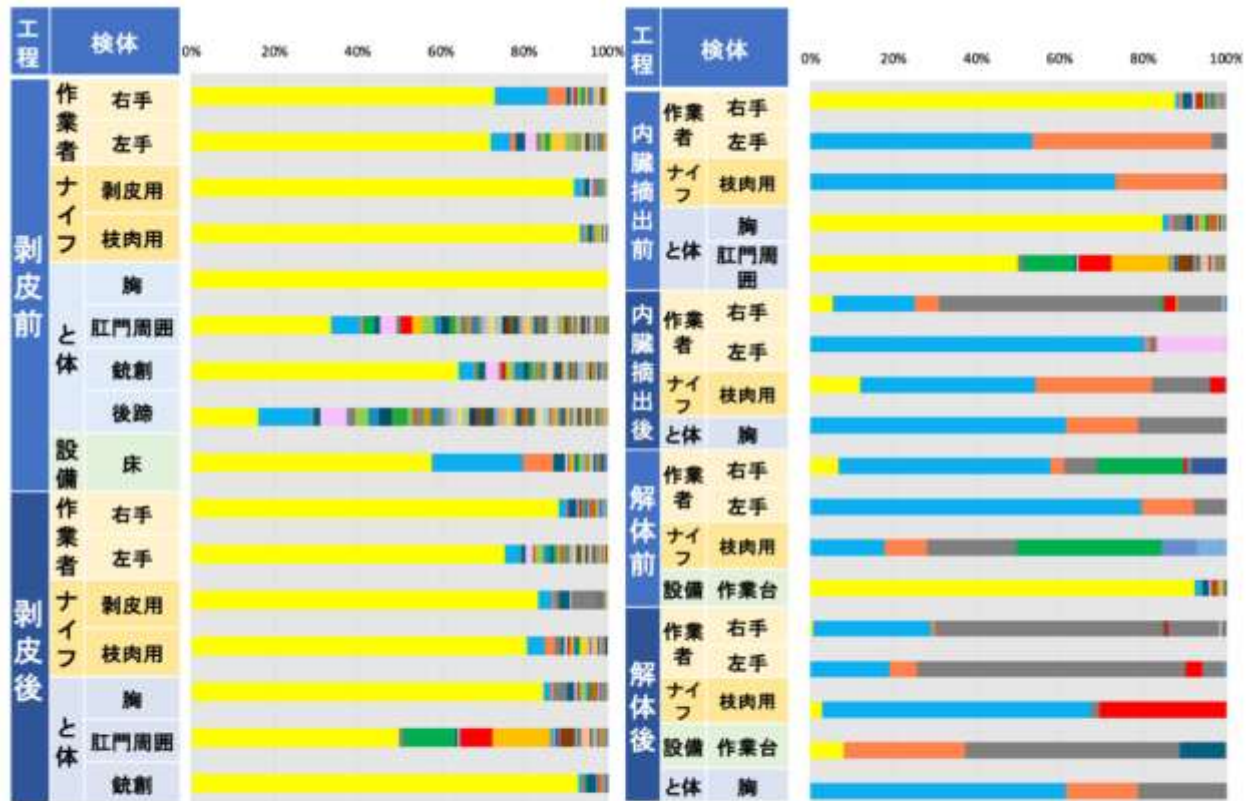 工程 検体 0% 20% 40% 60% 80% 100%
剥皮前
作業者
右手
左手
ナイフ
剥皮用
枝肉用
と体
胸
肛門周囲
銃創
後蹄
設備
床
剥皮後
作業者
右手
左手
ナイフ
剥皮用
枝肉用
と体
胸
肛門周囲
銃創
工程 検体 0% 20% 40% 60% 80% 100%
内臓摘出前
作業者
右手
左手
ナイフ
枝肉用
と体
胸
肛門周囲
内臓摘出後
作業者
右手
左手
ナイフ
枝肉用
と体
胸
解体前
作業者
右手
左手
ナイフ
枝肉用
設備
作業台
解体後
作業者
右手
左手
ナイフ
枝肉用
設備
作業台
と体
胸